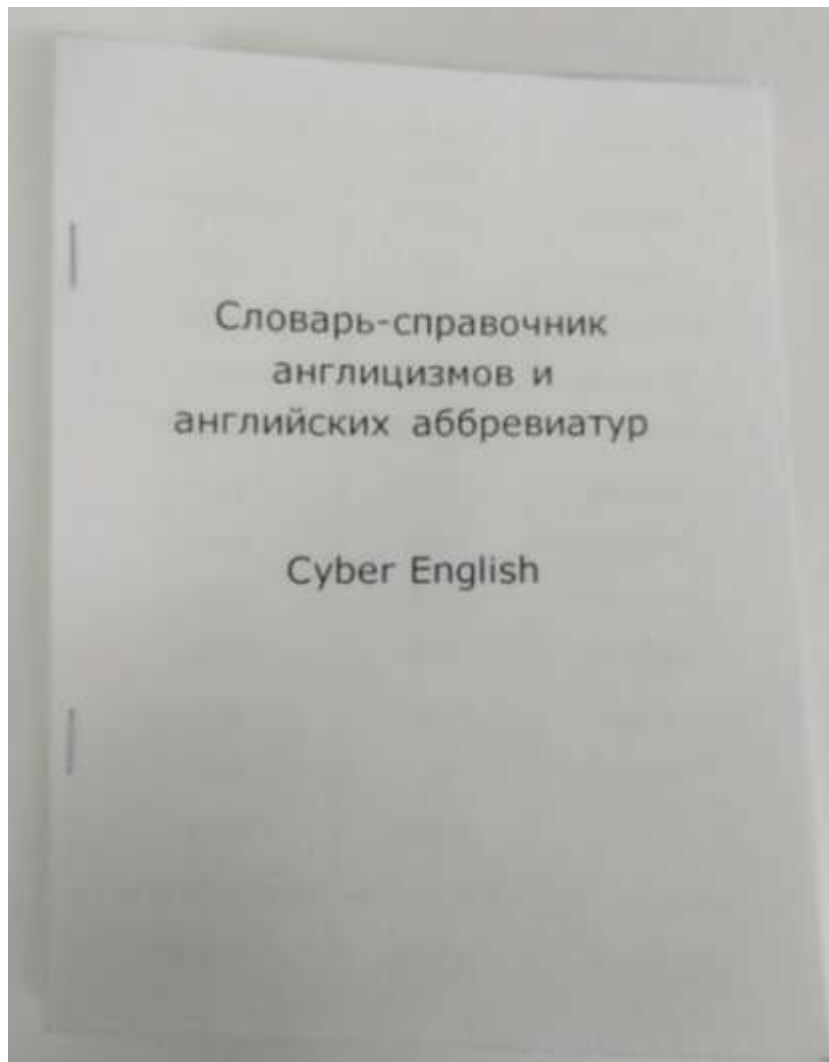 Словарь-справочник
англицизмов и
английских аббревиатур
Cyber English